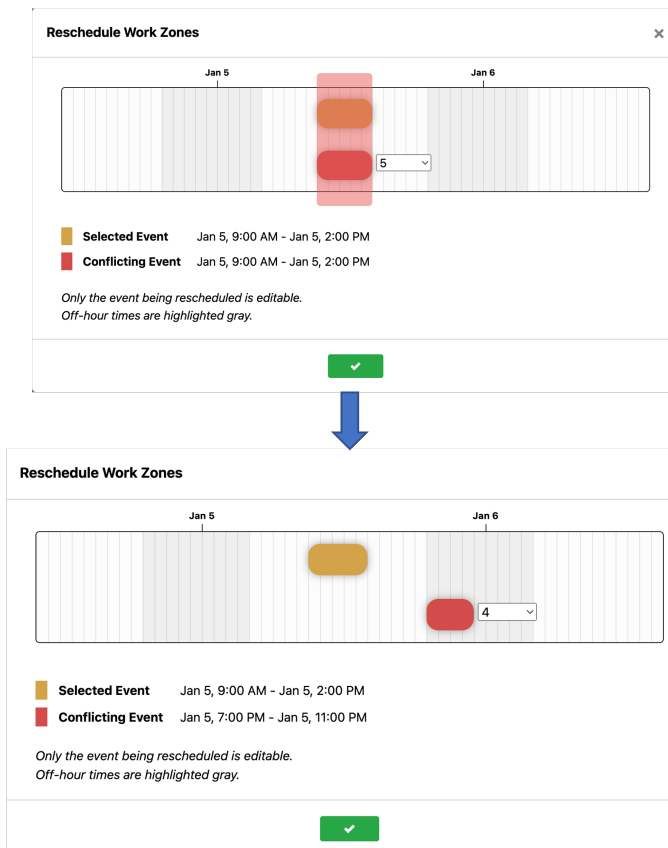 Reschedule Work Zones ×
Jan 5 Jan 6
5
Selected Event Jan 5, 9:00 AM - Jan 5, 2:00 PM
Conflicting Event Jan 5, 9:00 AM - Jan 5, 2:00 PM
Only the event being rescheduled is editable.
Off-hour times are highlighted gray.
Reschedule Work Zones
Jan 5 Jan 6
4
Selected Event Jan 5, 9:00 AM - Jan 5, 2:00 PM
Conflicting Event Jan 5, 7:00 PM - Jan 5, 11:00 PM
Only the event being rescheduled is editable.
Off-hour times are highlighted gray.